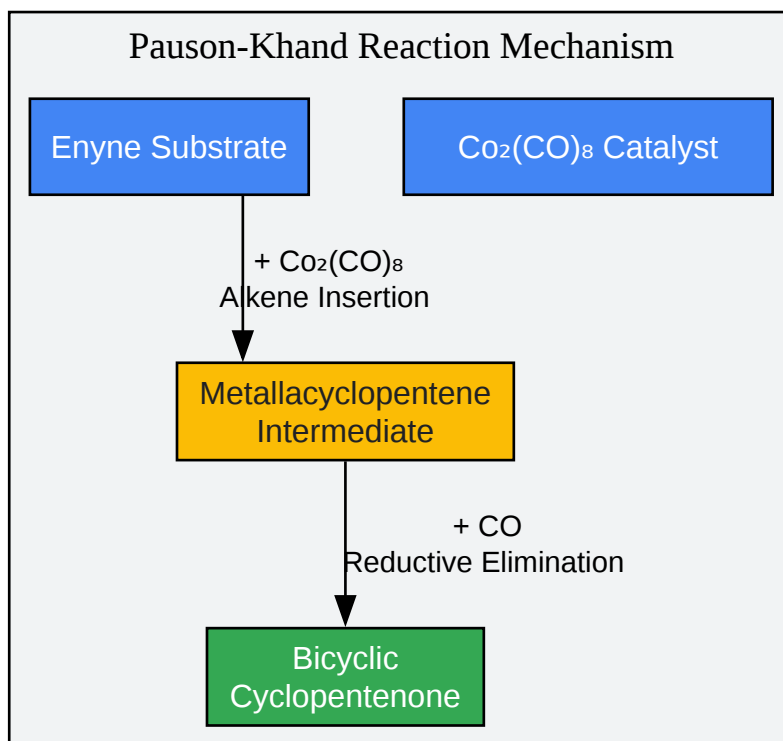 Pauson-Khand Reaction Mechanism
Enyne Substrate
Co₂(CO)₈ Catalyst
+ Co₂(CO)₈
Alkene Insertion
Metallacyclopentene
Intermediate
+ CO
Reductive Elimination
Bicyclic
Cyclopentenone